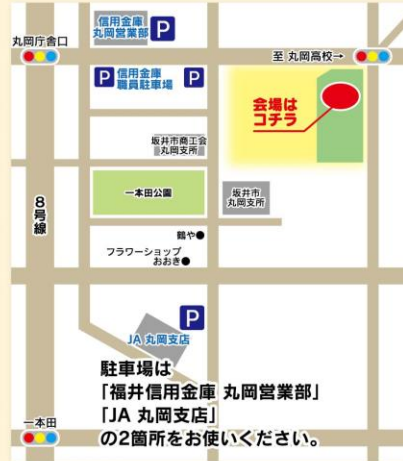 信用金庫
丸岡営業部
P
丸岡庁舎口
至 丸岡高校→
P
信用金庫
職員駐車場
P
会場は
コチラ
坂井市商工会
丸岡支所
一本田公園
坂井市
丸岡支所
8号線
鶴や●
フラワーショップ
おおき●
P
JA 丸岡支店
駐車場は
「福井信用金庫 丸岡営業部」
「JA 丸岡支店」
の2箇所をお使いください。
一本田